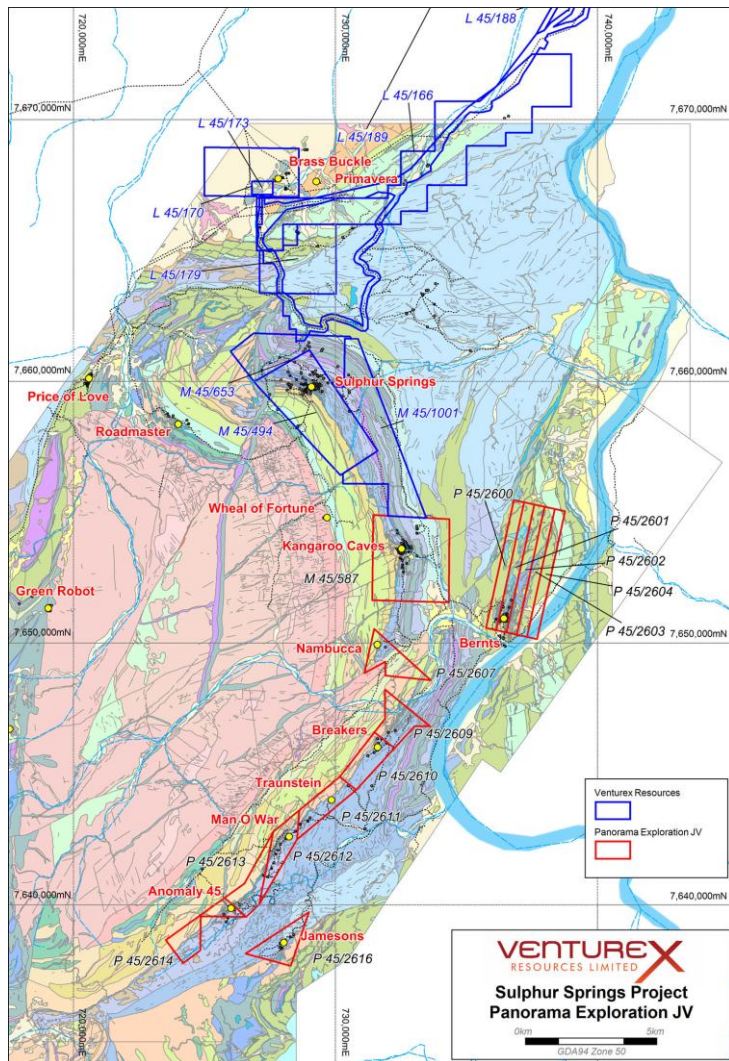 720,000mE
730,000mE
740,000mE
L 45/188
7,670,000mN
7,670,000mN
L 45/173
L 45/166
L 45/189
Brass Buckle
Primavera
L 45/170
L 45/179
7,660,000mN
7,660,000mN
Price of Love
M 45/653
Sulphur Springs
M 45/1001
Roadmaster
M 45/494
P 45/2600
Wheal of Fortune
P 45/2601
Kangaroo Caves
P 45/2602
M 45/587
P 45/2604
Green Robot
P 45/2603
7,650,000mN
7,650,000mN
Nambucca
Bernts
P 45/2607
Breakers
P 45/2609
Traunstein
P 45/2610
Man O War
P 45/2611
P 45/2613
P 45/2612
Anomaly 45
7,640,000mN
7,640,000mN
Jamesons
P 45/2614
P 45/2616
720,000mE
730,000mE
Venturex Resources
Panorama Exploration JV
VENTUREX
RESOURCES LIMITED
Sulphur Springs Project
Panorama Exploration JV
0km 5km
GDA94 Zone 50